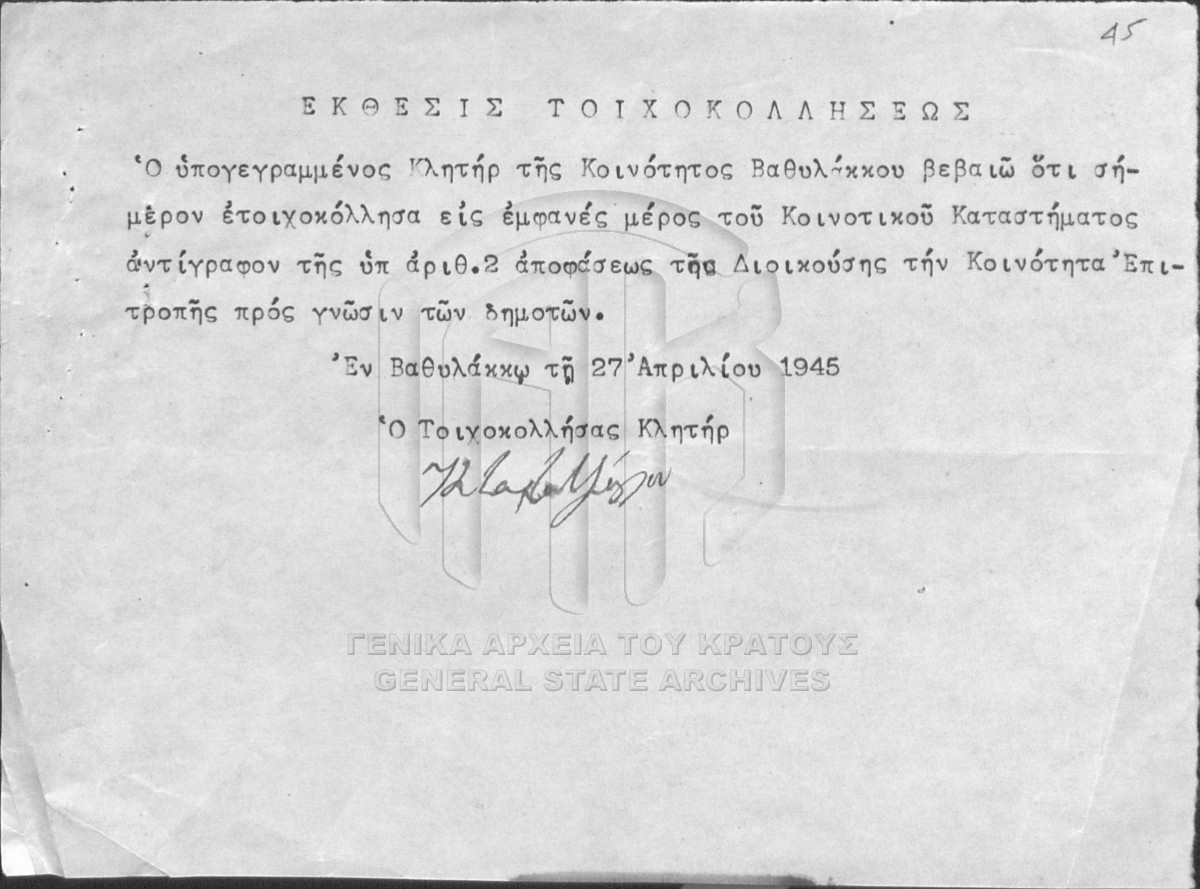 45
ΕΚΘΕΣΙΣ ΤΟΙΧΟΚΟΛΛΗΣΕΩΣ
Ὁ ὑπογεγραμμένος Κλητήρ τῆς Κοινότητος Βαθυλάκκου βεβαιῶ ὅτι σή-
μερον ἐτοιχοκόλλησα εἰς ἐμφανές μέρος τοῦ Κοινοτικοῦ Καταστήματος
ἀντίγραφον τῆς ὑπ ἀριθ.2 ἀποφάσεως τῆς Διοικούσης τήν Κοινότητα Ἐπι-
τροπῆς πρός γνῶσιν τῶν δημοτῶν.
Ἐν Βαθυλάκκῳ τῇ 27 Ἀπριλίου 1945
Ὁ Τοιχοκολλήσας Κλητήρ
ΓΕΝΙΚΑ ΑΡΧΕΙΑ ΤΟΥ ΚΡΑΤΟΥΣ
GENERAL STATE ARCHIVES